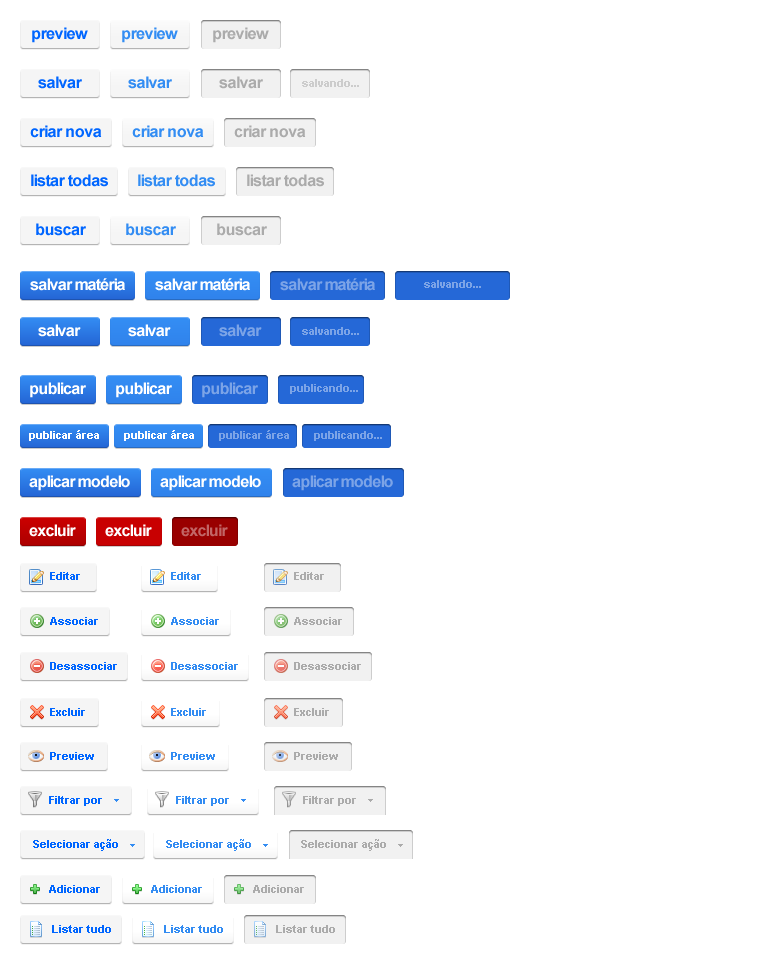 preview preview preview
salvar salvar salvar salvando...
criar nova criar nova criar nova
listar todas listar todas listar todas
buscar buscar buscar
salvar matéria salvar matéria salvar matéria salvando...
salvar salvar salvar salvando...
publicar publicar publicar publicando...
publicar área publicar área publicar área publicando...
aplicar modelo aplicar modelo aplicar modelo
excluir excluir excluir
Editar Editar Editar
Associar Associar Associar
Desassociar Desassociar Desassociar
Excluir Excluir Excluir
Preview Preview Preview
Filtrar por Filtrar por Filtrar por
Selecionar ação Selecionar ação Selecionar ação
Adicionar Adicionar Adicionar
Listar tudo Listar tudo Listar tudo